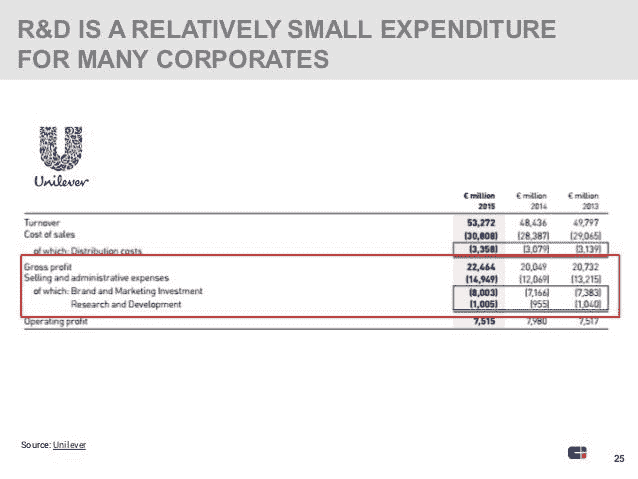 R&D IS A RELATIVELY SMALL EXPENDITURE
FOR MANY CORPORATES
Unilever
€ million € million € million
2015 2014 2013
Turnover 53,272 48,436 49,797
Cost of sales (30,808) (28,387) (29,065)
of which: Distribution costs (3,358) (3,079) (3,139)
Gross profit 22,464 20,049 20,732
Selling and administrative expenses (14,949) (12,069) (13,215)
of which: Brand and Marketing Investment (8,003) (7,166) (7,383)
Research and Development (1,005) (955) (1,040)
Operating profit 7,515 7,980 7,517
Source: Unilever
25